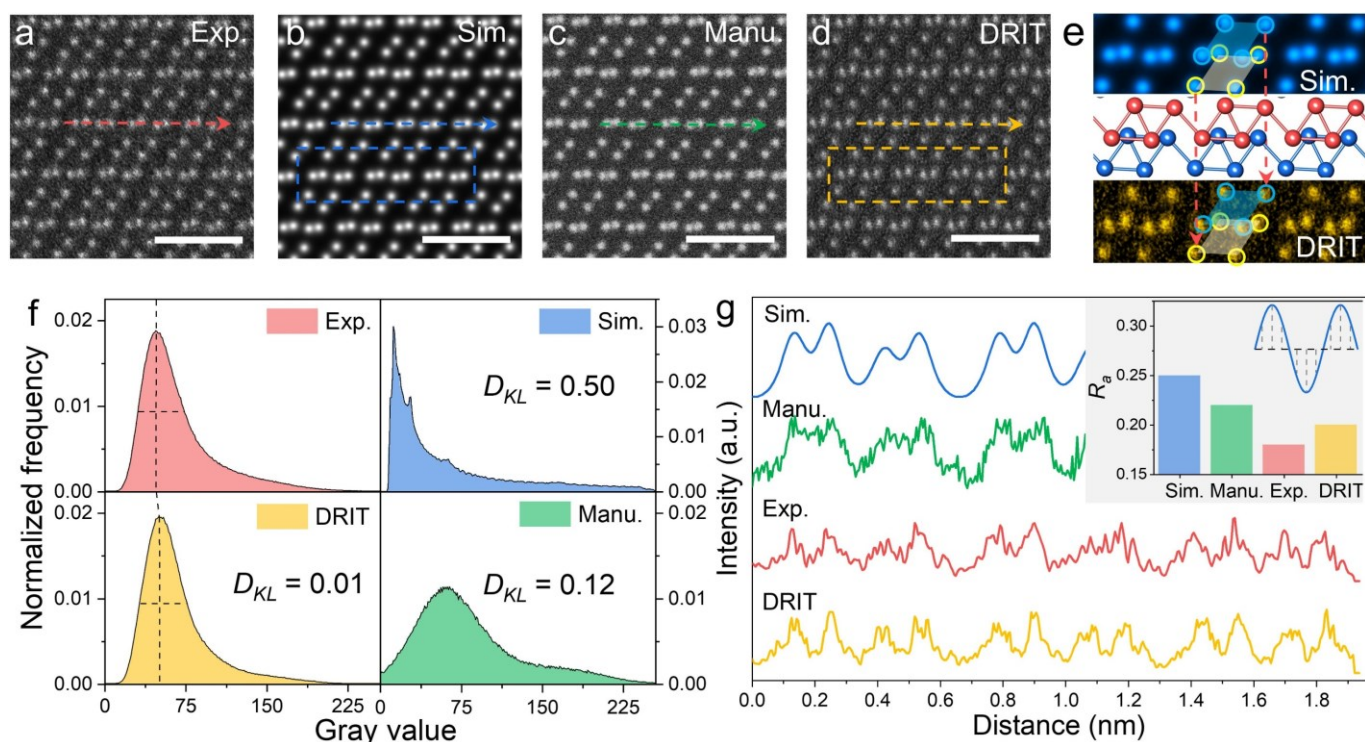 a Exp.
b Sim
c Manu.
d DRIT
e
Sim.
DRIT
f
Normalized frequency
0.02
0.01
0.00
Exp.
Sim.
D_KL = 0.50
0.03
0.02
0.01
0.00
0.02
0.01
0.00
DRIT
D_KL = 0.01
Manu.
D_KL = 0.12
0.02
0.01
0.00
0 75 150 225 0 75 150 225
Gray value
g
Intensity (a.u.)
Sim.
Manu.
Exp.
DRIT
R_a
0.30
0.25
0.20
0.15
Sim. Manu. Exp. DRIT
0.0 0.2 0.4 0.6 0.8 1.0 1.2 1.4 1.6 1.8
Distance (nm)